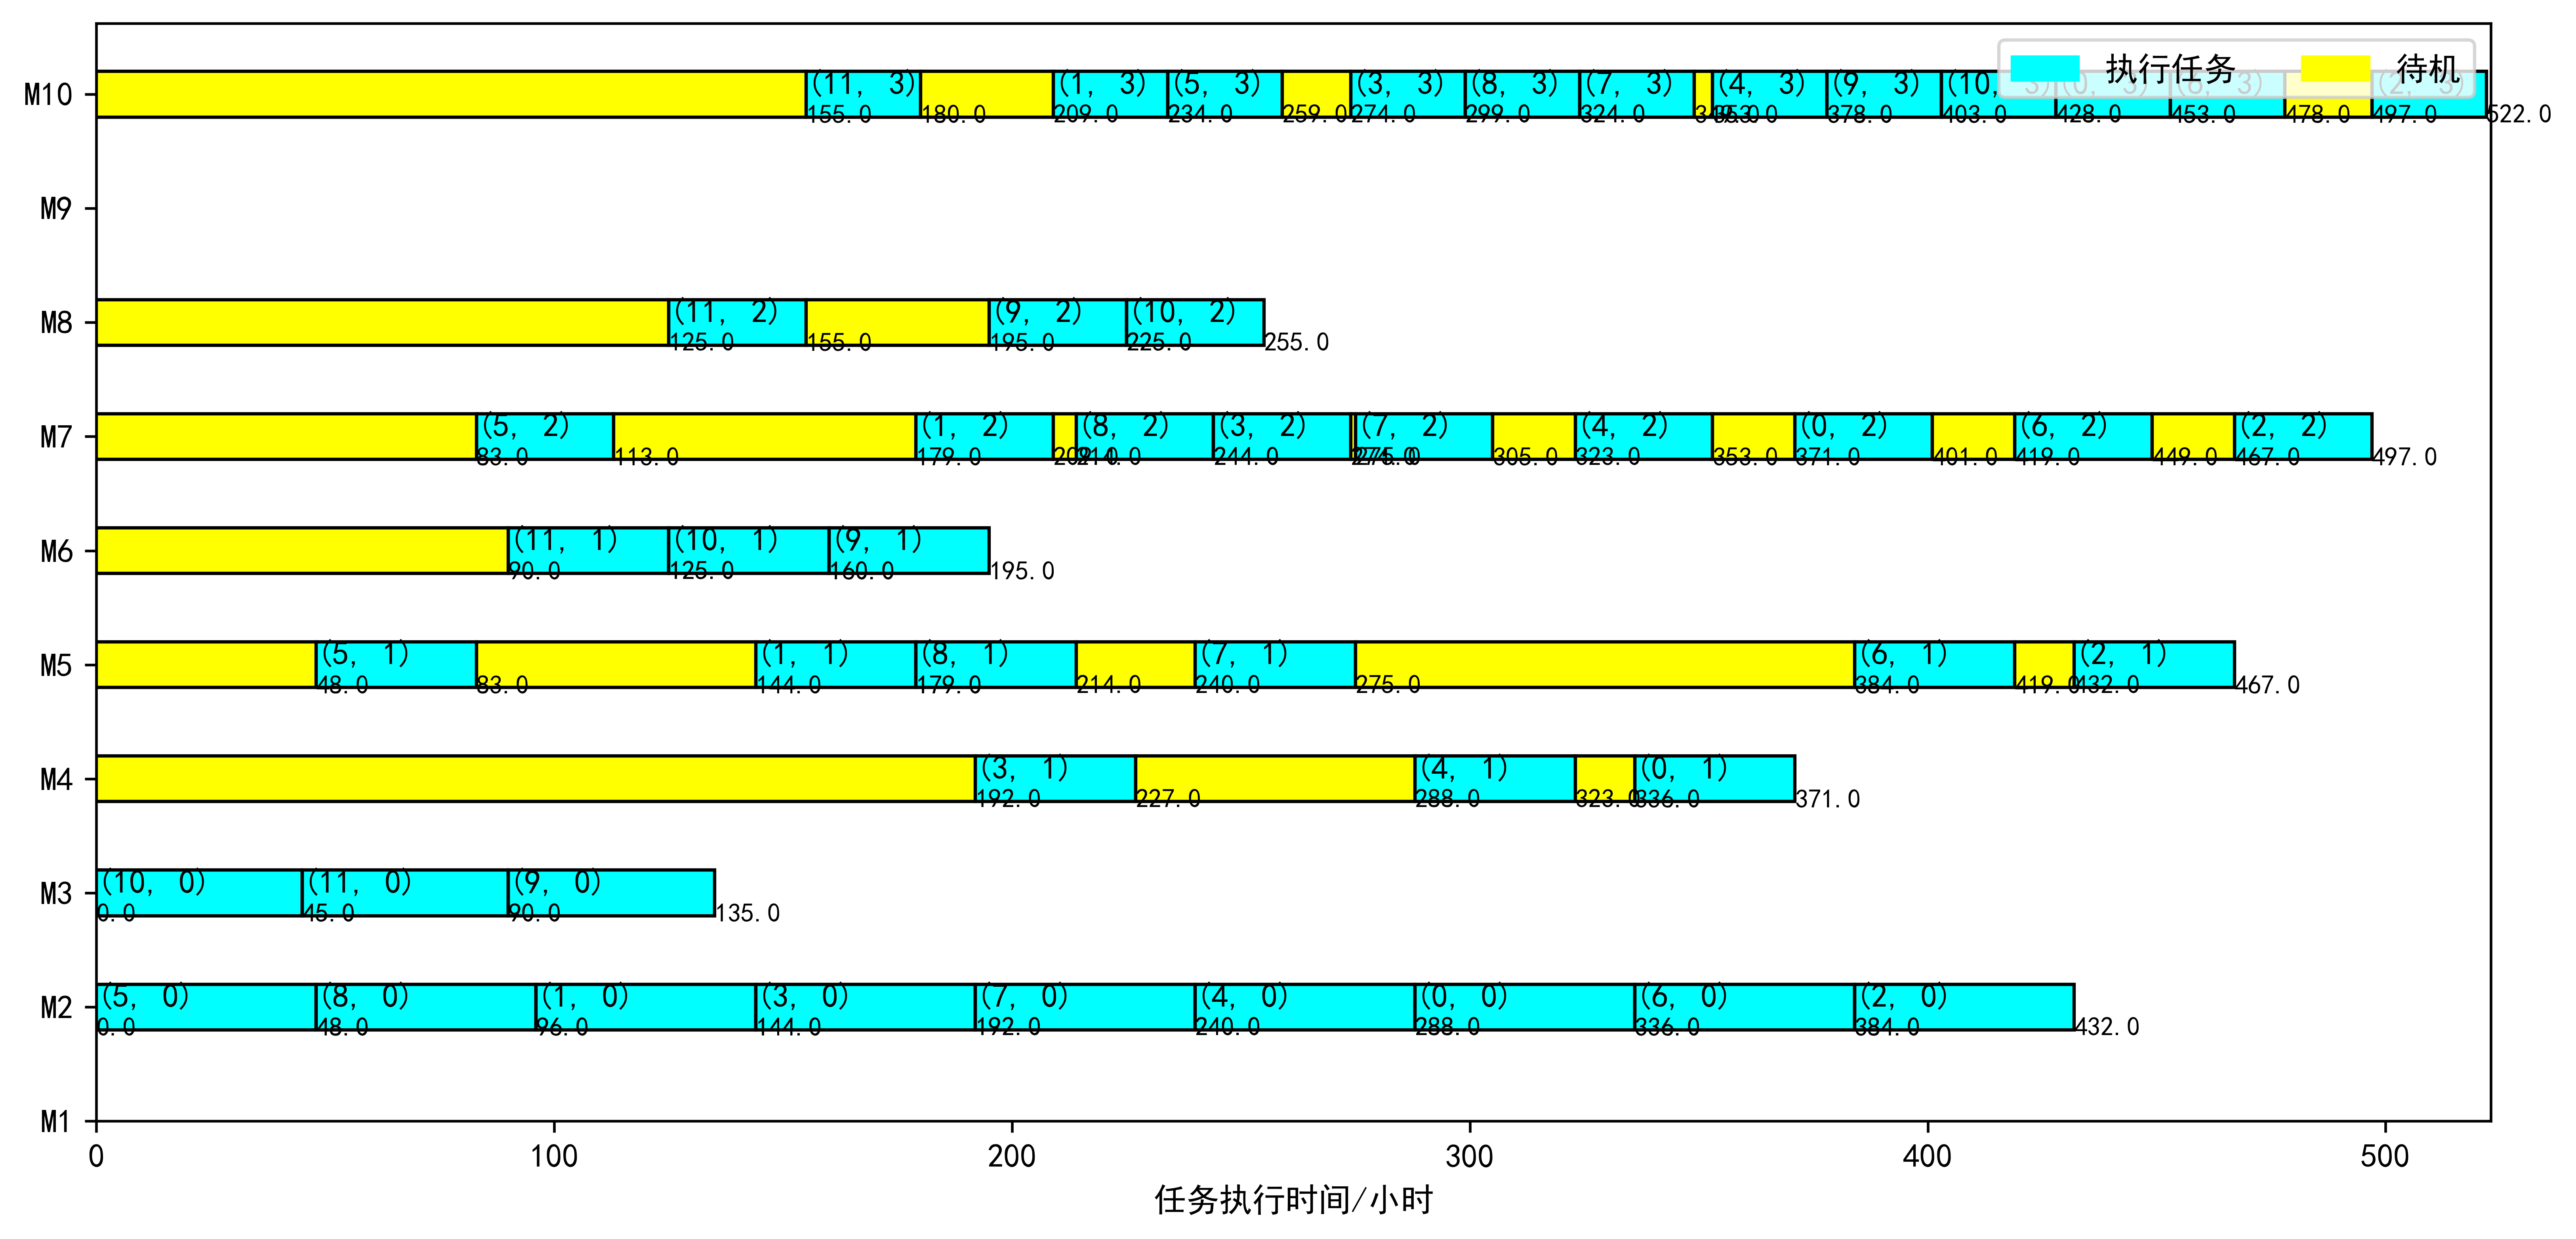 执行任务 待机
M10 (11, 3) (1, 3) (5, 3) (3, 3) (8, 3) (7, 3) (4, 3) (9, 3) (10, 3) (0, 3) (6, 3) (2, 3)
155.0 180.0 209.0 234.0 259.0 274.0 299.0 324.0 349.0 353.0 378.0 403.0 428.0 453.0 478.0 497.0 522.0
M9
M8 (11, 2) (9, 2) (10, 2)
125.0 155.0 195.0 225.0 255.0
M7 (5, 2) (1, 2) (8, 2) (3, 2) (7, 2) (4, 2) (0, 2) (6, 2) (2, 2)
83.0 113.0 179.0 209.0 214.0 244.0 274.0 275.0 305.0 323.0 353.0 371.0 401.0 419.0 449.0 467.0 497.0
M6 (11, 1) (10, 1) (9, 1)
90.0 125.0 160.0 195.0
M5 (5, 1) (1, 1) (8, 1) (7, 1) (6, 1) (2, 1)
48.0 83.0 144.0 179.0 214.0 240.0 275.0 384.0 419.0 432.0 467.0
M4 (3, 1) (4, 1) (0, 1)
192.0 227.0 288.0 323.0 336.0 371.0
M3 (10, 0) (11, 0) (9, 0)
0.0 45.0 90.0 135.0
M2 (5, 0) (8, 0) (1, 0) (3, 0) (7, 0) (4, 0) (0, 0) (6, 0) (2, 0)
0.0 48.0 96.0 144.0 192.0 240.0 288.0 336.0 384.0 432.0
M1
0 100 200 300 400 500
任务执行时间/小时